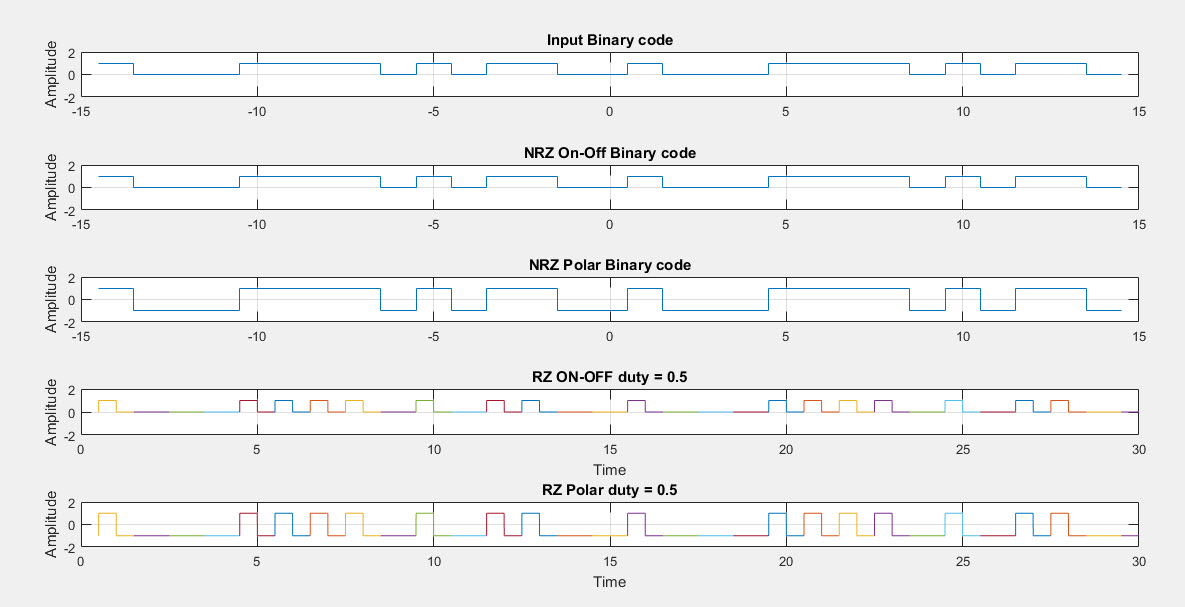 Input Binary code
Amplitude
2
0
-2
-15 -10 -5 0 5 10 15
NRZ On-Off Binary code
Amplitude
2
0
-2
-15 -10 -5 0 5 10 15
NRZ Polar Binary code
Amplitude
2
0
-2
-15 -10 -5 0 5 10 15
RZ ON-OFF duty = 0.5
Amplitude
2
0
-2
0 5 10 15 20 25 30
Time
RZ Polar duty = 0.5
Amplitude
2
0
-2
0 5 10 15 20 25 30
Time